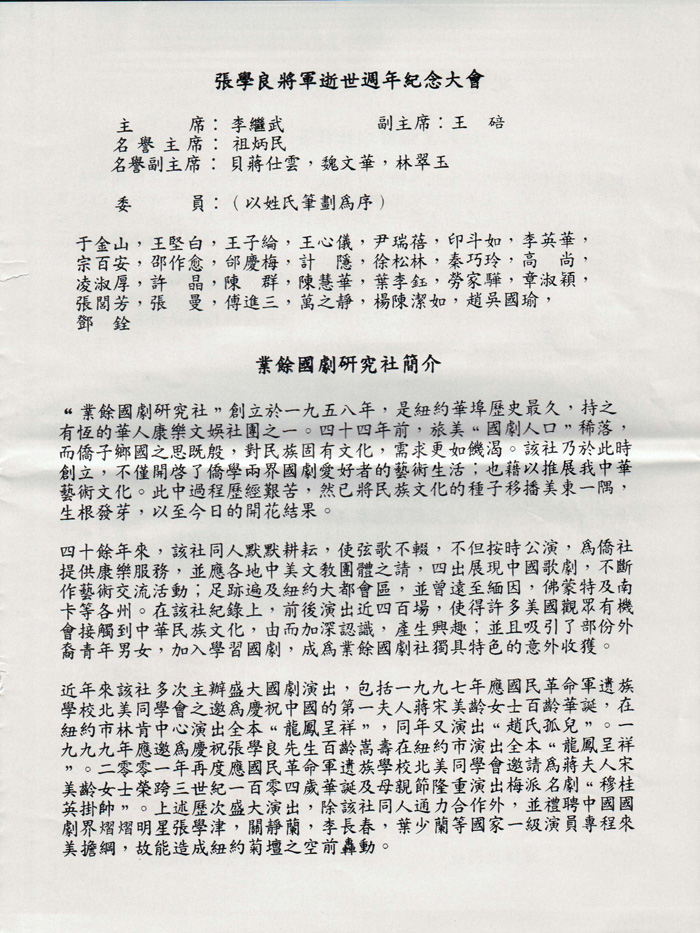 張學良將軍逝世週年紀念大會
主　　　席：李繼武　　　　　副主席：王　碚
名譽主席：祖炳民
名譽副主席：貝蔣仕雲，魏文華，林翠玉
委　　　員：（以姓氏筆劃為序）
于金山，王堅白，王子綸，王心儀，尹瑞蓓，印斗如，李英華，
宗百安，邵作愈，邰慶梅，計　隱，徐松林，秦巧玲，高　尚，
凌淑厚，許　晶，陳　群，陳慧華，葉李鈺，勞家驊，章淑穎，
張閭芳，張　曼，傅進三，萬之靜，楊陳潔如，趙吳國瑜，
鄧　銓
業餘國劇研究社簡介
“業餘國劇研究社”創立於一九五八年，是紐約華埠歷史最久，持之
有恆的華人康樂文娛社團之一。四十四年前，旅美“國劇人口”稀落，
而僑子鄉國之思既殷，對民族固有文化，需求更如饑渴。該社乃於此時
創立，不僅開啓了僑學兩界國劇愛好者的藝術生活；也藉以推展我中華
藝術文化。此中過程歷經艱苦，然已將民族文化的種子移播美東一隅，
生根發芽，以至今日的開花結果。
四十餘年來，該社同人默默耕耘，使弦歌不輟，不但按時公演，為僑社
提供康樂服務，並應各地中美文教團體之請，四出展現中國歌劇，不斷
作藝術交流活動；足跡遍及紐約大都會區，並曾遠至緬因，佛蒙特及南
卡等各州。在該社紀錄上，前後演出近四百場，使得許多美國觀眾有機
會接觸到中華民族文化，由而加深認識，產生興趣；並且吸引了部份外
裔青年男女，加入學習國劇，成為業餘國劇社獨具特色的意外收獲。
近年來該社多次主辦盛大國劇演出，包括一九九七年應國民革命軍遺族
學校北美同學會之邀為慶祝中國的第一夫人蔣宋美齡女士百齡華誕，在
紐約市林肯中心演出全本“龍鳳呈祥”，同年又演出“趙氏孤兒”。一
九九九年應邀為慶祝張學良先生百齡嵩壽在紐約市演出全本“龍鳳呈祥
”。二零零一年再度應國民革命軍遺族學校北美同學會邀請為蔣夫人宋
美齡女士榮跨三世紀一百零四歲華誕及母親節隆重演出梅派名劇“穆桂
英掛帥”。上述歷次盛大演出，除該社同人通力合作外，並禮聘中國國
劇界熠熠明星張學津，關靜蘭，李長春，葉少蘭等國家一級演員專程來
美擔綱，故能造成紐約菊壇之空前轟動。